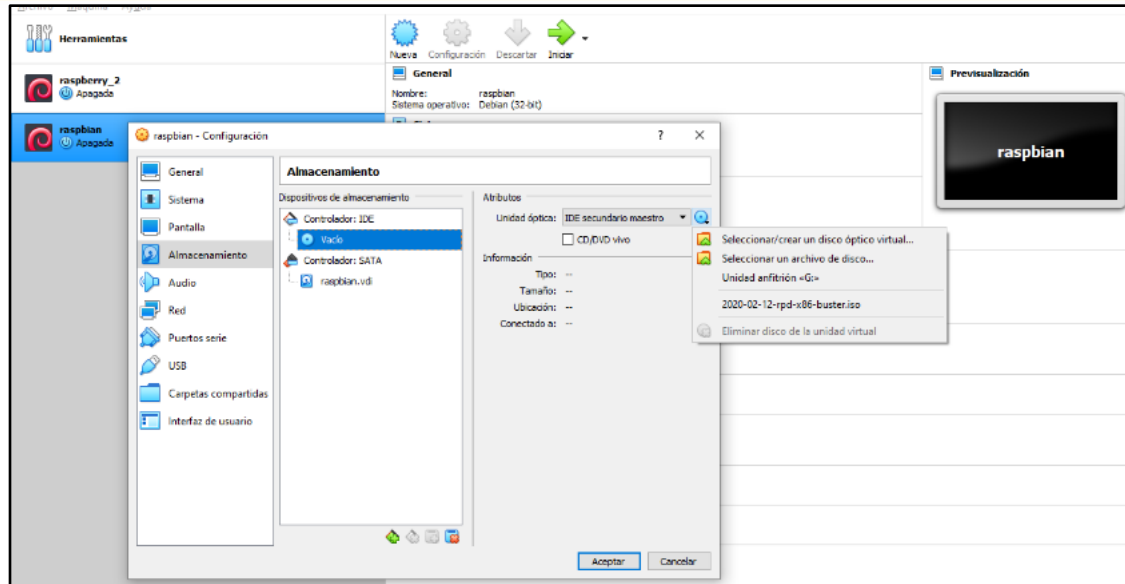 Archivo Máquina Ayuda
Herramientas
Nueva Configuración Descartar Iniciar
raspberry_2
Apagada
raspbian
Apagada
General
Nombre: raspbian
Sistema operativo: Debian (32-bit)
Previsualización
raspbian
raspbian - Configuración ? ×
General
Sistema
Pantalla
Almacenamiento
Audio
Red
Puertos serie
USB
Carpetas compartidas
Interfaz de usuario
Almacenamiento
Dispositivos de almacenamiento
Controlador: IDE
Vacío
Controlador: SATA
raspbian.vdi
Atributos
Unidad óptica: IDE secundario maestro
CD/DVD vivo
Información
Tipo: --
Tamaño: --
Ubicación: --
Conectado a: --
Seleccionar/crear un disco óptico virtual...
Seleccionar un archivo de disco...
Unidad anfitrión «G:»
2020-02-12-rpd-x86-buster.iso
Eliminar disco de la unidad virtual
Aceptar Cancelar